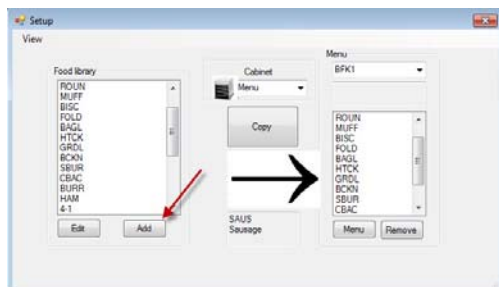 Setup
View
Food library
ROUN
MUFF
BISC
FOLD
BAGL
HTCK
GRDL
BCKN
SBUR
CBAC
BURR
HAM
4-1
Edit
Add
Cabinet
Menu
Copy
SAUS
Sausage
Menu
BFK1
ROUN
MUFF
BISC
FOLD
BAGL
HTCK
GRDL
BCKN
SBUR
CBAC
Menu
Remove